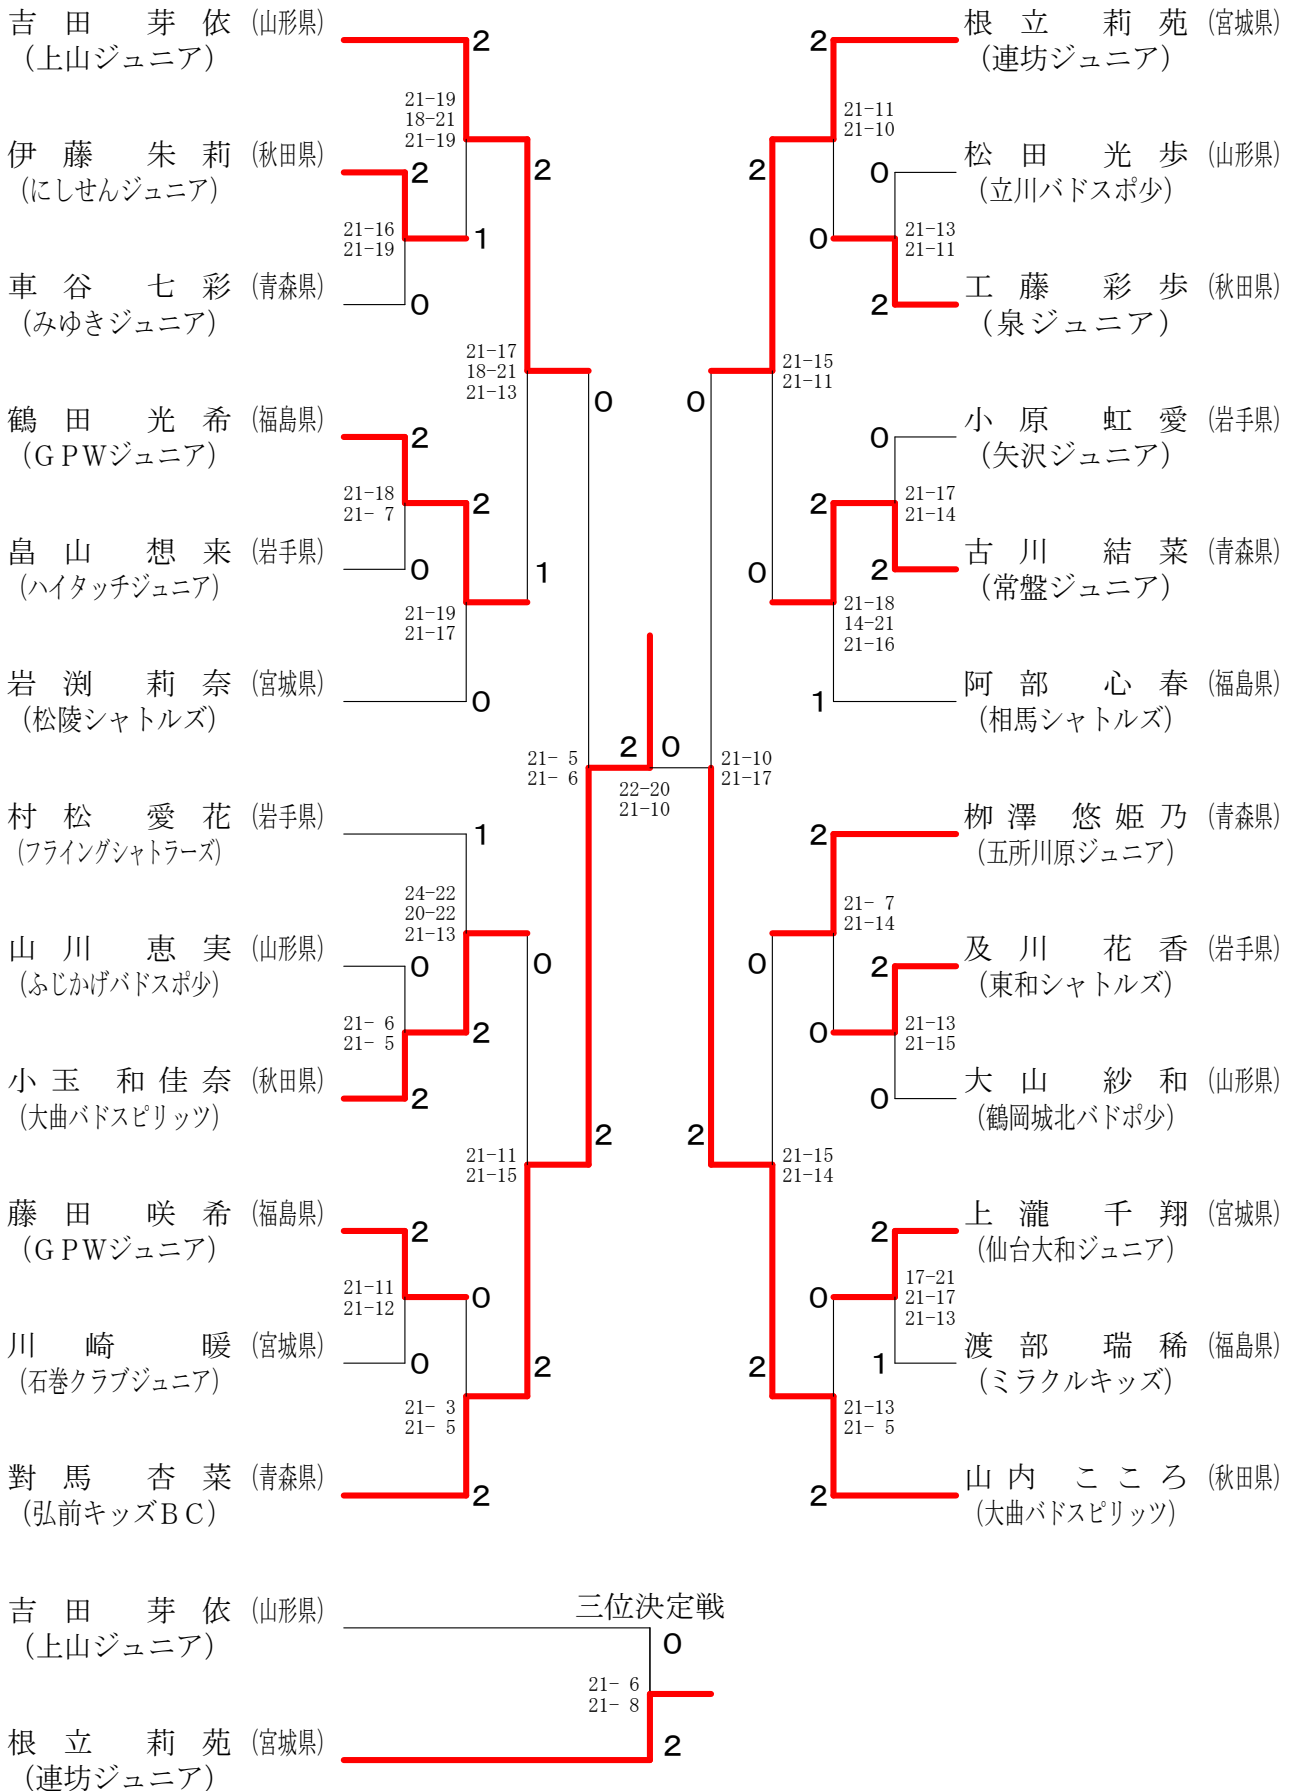 吉田 芽依 (山形県)
(上山ジュニア)
2
21-19
18-21
21-19
伊藤 朱莉 (秋田県)
(にしせんジュニア)
2
2
21-16
21-19
1
車谷 七彩 (青森県)
(みゆきジュニア)
0
21-17
18-21
21-13
0
鶴田 光希 (福島県)
(GPWジュニア)
2
21-18
21- 7
2
畠山 想来 (岩手県)
(ハイタッチジュニア)
0
1
21-19
21-17
岩渕 莉奈 (宮城県)
(松陵シャトルズ)
0
21- 5
21- 6
村松 愛花 (岩手県)
(フライングシャトラーズ)
1
24-22
20-22
21-13
山川 恵実 (山形県)
(ふじかげバドスポ少)
0
0
21- 6
21- 5
2
小玉 和佳奈 (秋田県)
(大曲バドスピリッツ)
2
2
21-11
21-15
藤田 咲希 (福島県)
(GPWジュニア)
2
21-11
21-12
0
川崎 暖 (宮城県)
(石巻クラブジュニア)
0
2
21- 3
21- 5
對馬 杏菜 (青森県)
(弘前キッズBC)
2
2 0
22-20
21-10
根立 莉苑 (宮城県)
(連坊ジュニア)
2
21-11
21-10
松田 光歩 (山形県)
(立川バドスポ少)
0
2
21-13
21-11
0
工藤 彩歩 (秋田県)
(泉ジュニア)
2
21-15
21-11
0
小原 虹愛 (岩手県)
(矢沢ジュニア)
0
21-17
21-14
2
古川 結菜 (青森県)
(常盤ジュニア)
2
0
21-18
14-21
21-16
阿部 心春 (福島県)
(相馬シャトルズ)
1
21-10
21-17
栁澤 悠姫乃 (青森県)
(五所川原ジュニア)
2
21- 7
21-14
及川 花香 (岩手県)
(東和シャトルズ)
2
0
21-13
21-15
0
大山 紗和 (山形県)
(鶴岡城北バドポ少)
0
2
21-15
21-14
上瀧 千翔 (宮城県)
(仙台大和ジュニア)
2
17-21
21-17
21-13
0
渡部 瑞稀 (福島県)
(ミラクルキッズ)
1
2
21-13
21- 5
山内 こころ (秋田県)
(大曲バドスピリッツ)
2
三位決定戦
吉田 芽依 (山形県)
(上山ジュニア)
0
21- 6
21- 8
根立 莉苑 (宮城県)
(連坊ジュニア)
2